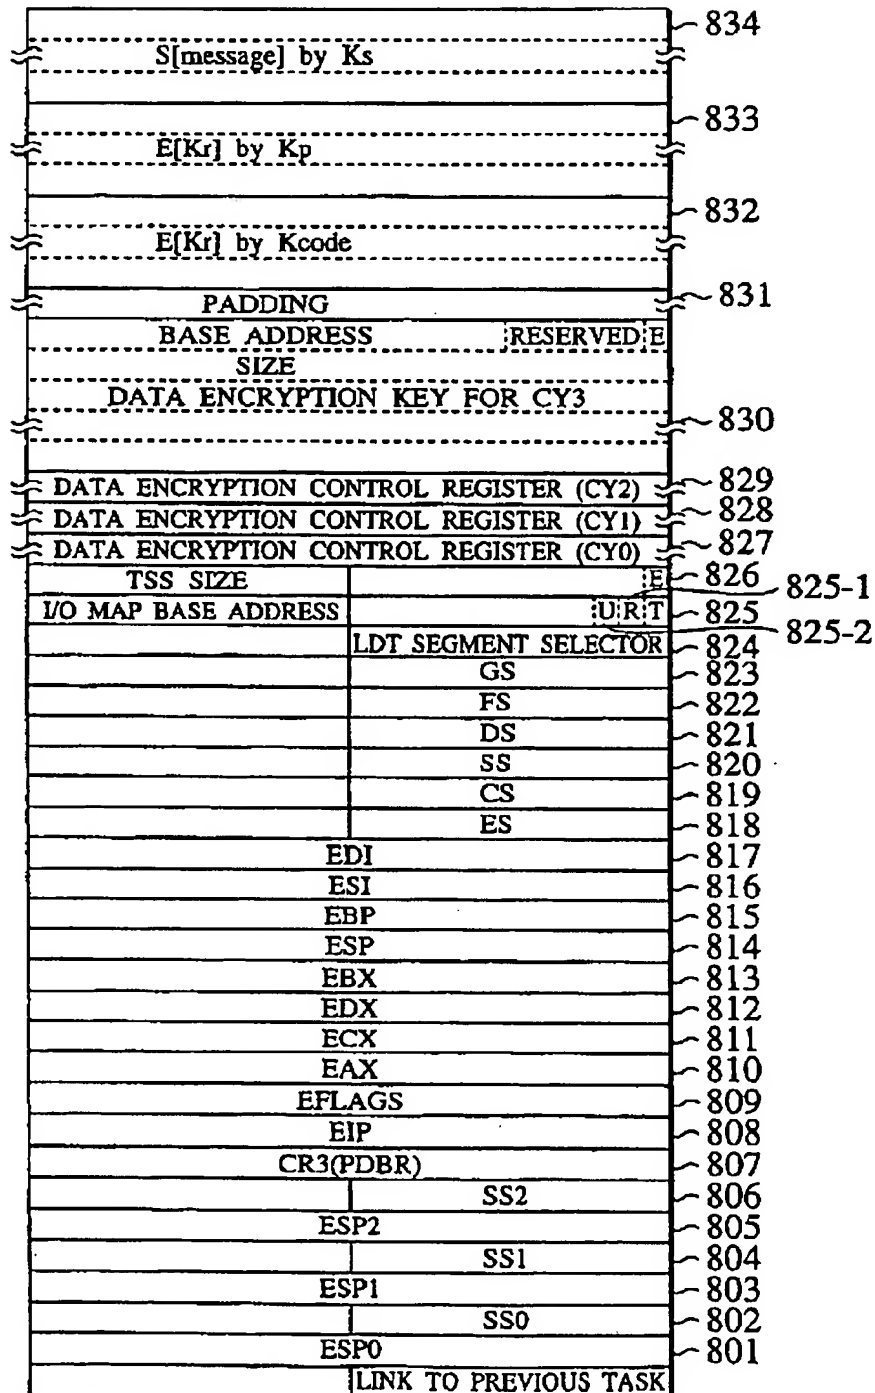 834
S[message] by Ks
833
E[Kr] by Kp
832
E[Kr] by Kcode
831
PADDING
BASE ADDRESS RESERVED E
SIZE
DATA ENCRYPTION KEY FOR CY3
830
DATA ENCRYPTION CONTROL REGISTER (CY2) 829
DATA ENCRYPTION CONTROL REGISTER (CY1) 828
DATA ENCRYPTION CONTROL REGISTER (CY0) 827
TSS SIZE E 826
825-1
I/O MAP BASE ADDRESS U R T 825
825-2
LDT SEGMENT SELECTOR 824
GS 823
FS 822
DS 821
SS 820
CS 819
ES 818
EDI 817
ESI 816
EBP 815
ESP 814
EBX 813
EDX 812
ECX 811
EAX 810
EFLAGS 809
EIP 808
CR3(PDBR) 807
SS2 806
ESP2 805
SS1 804
ESP1 803
SS0 802
ESP0 801
LINK TO PREVIOUS TASK